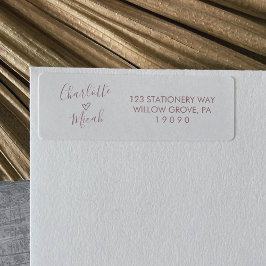 Charlotte
Micah
123 STATIONERY WAY
WILLOW GROVE, PA
19090